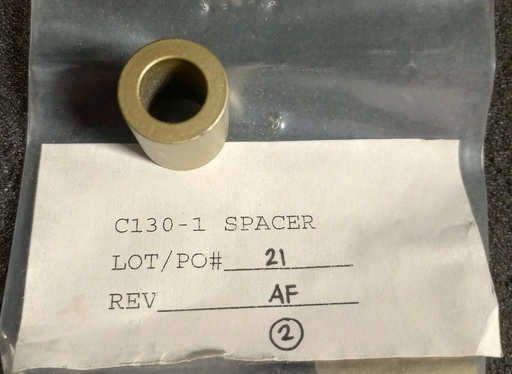 C130-1 SPACER
LOT/PO# 21
REV AF
2